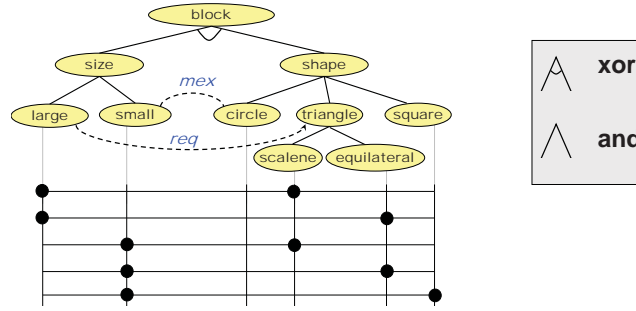 block
size
shape
mex
large
small
circle
triangle
square
req
scalene
equilateral
xor
and